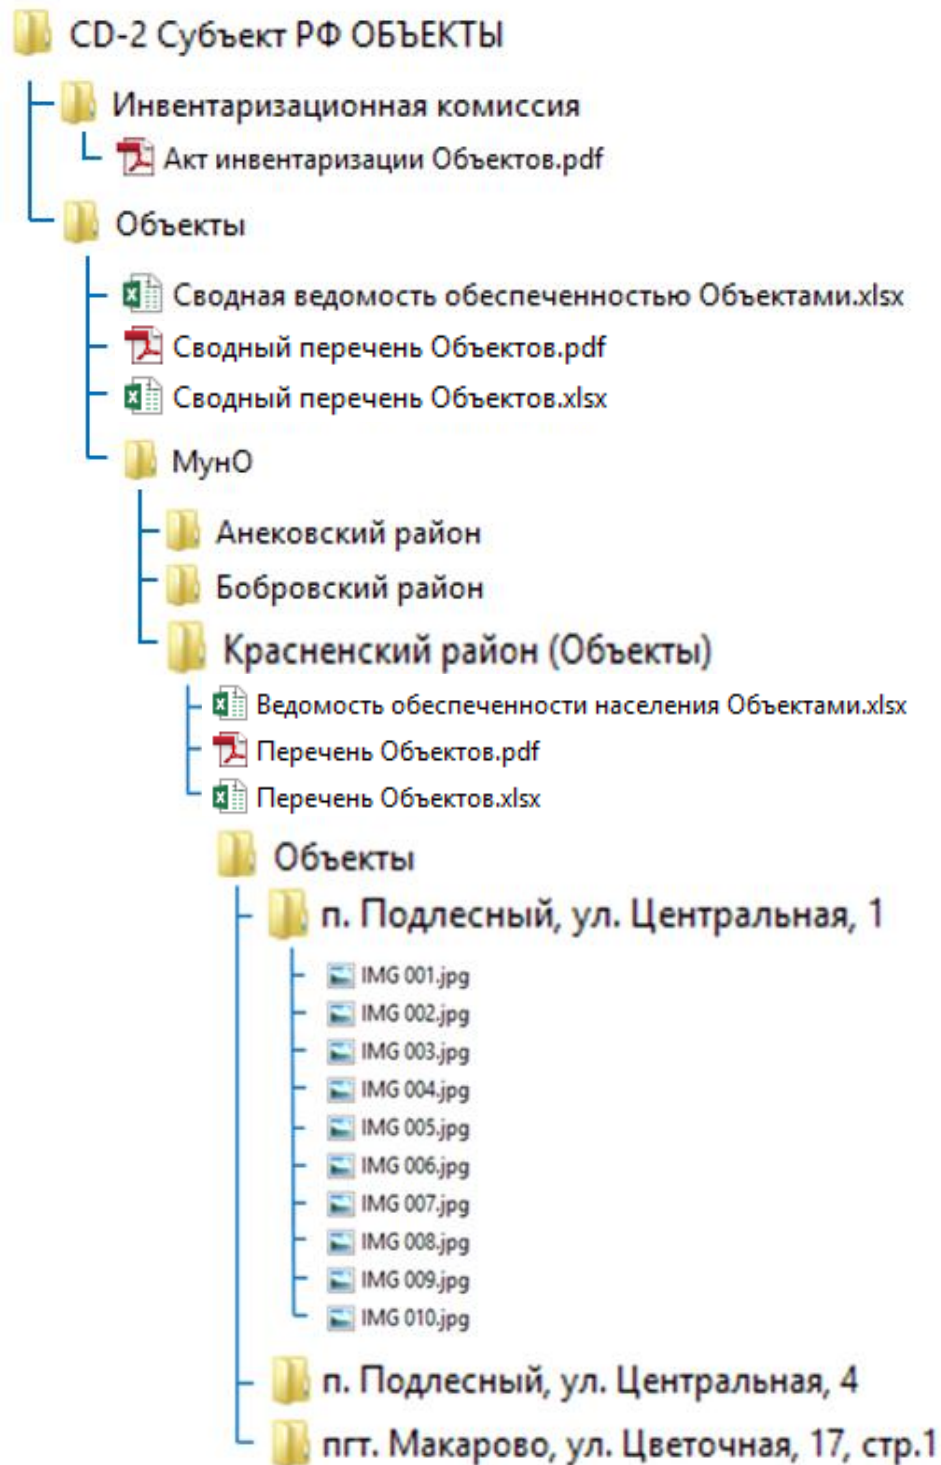 CD-2 Субъект РФ ОБЪЕКТЫ
Инвентаризационная комиссия
Акт инвентаризации Объектов.pdf
Объекты
Сводная ведомость обеспеченностью Объектами.xlsx
Сводный перечень Объектов.pdf
Сводный перечень Объектов.xlsx
МунО
Анековский район
Бобровский район
Красненский район (Объекты)
Ведомость обеспеченности населения Объектами.xlsx
Перечень Объектов.pdf
Перечень Объектов.xlsx
Объекты
п. Подлесный, ул. Центральная, 1
IMG 001.jpg
IMG 002.jpg
IMG 003.jpg
IMG 004.jpg
IMG 005.jpg
IMG 006.jpg
IMG 007.jpg
IMG 008.jpg
IMG 009.jpg
IMG 010.jpg
п. Подлесный, ул. Центральная, 4
пгт. Макарово, ул. Цветочная, 17, стр.1